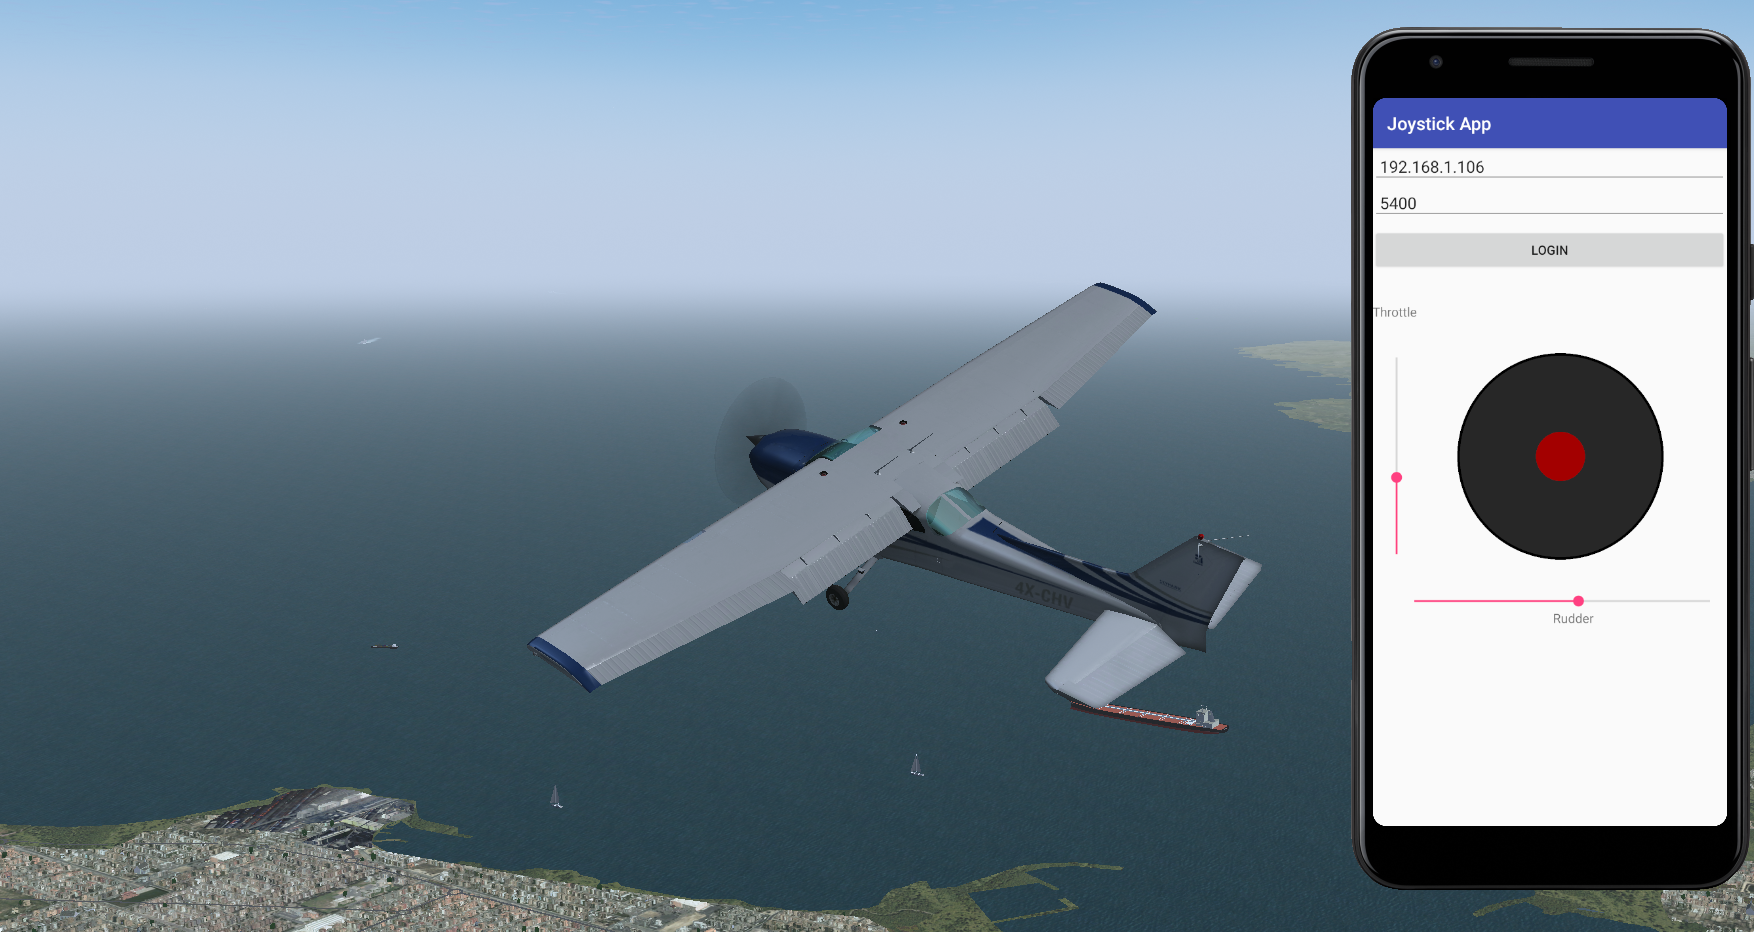 Joystick App
192.168.1.106
5400
LOGIN
Throttle
Rudder
4X-CHV